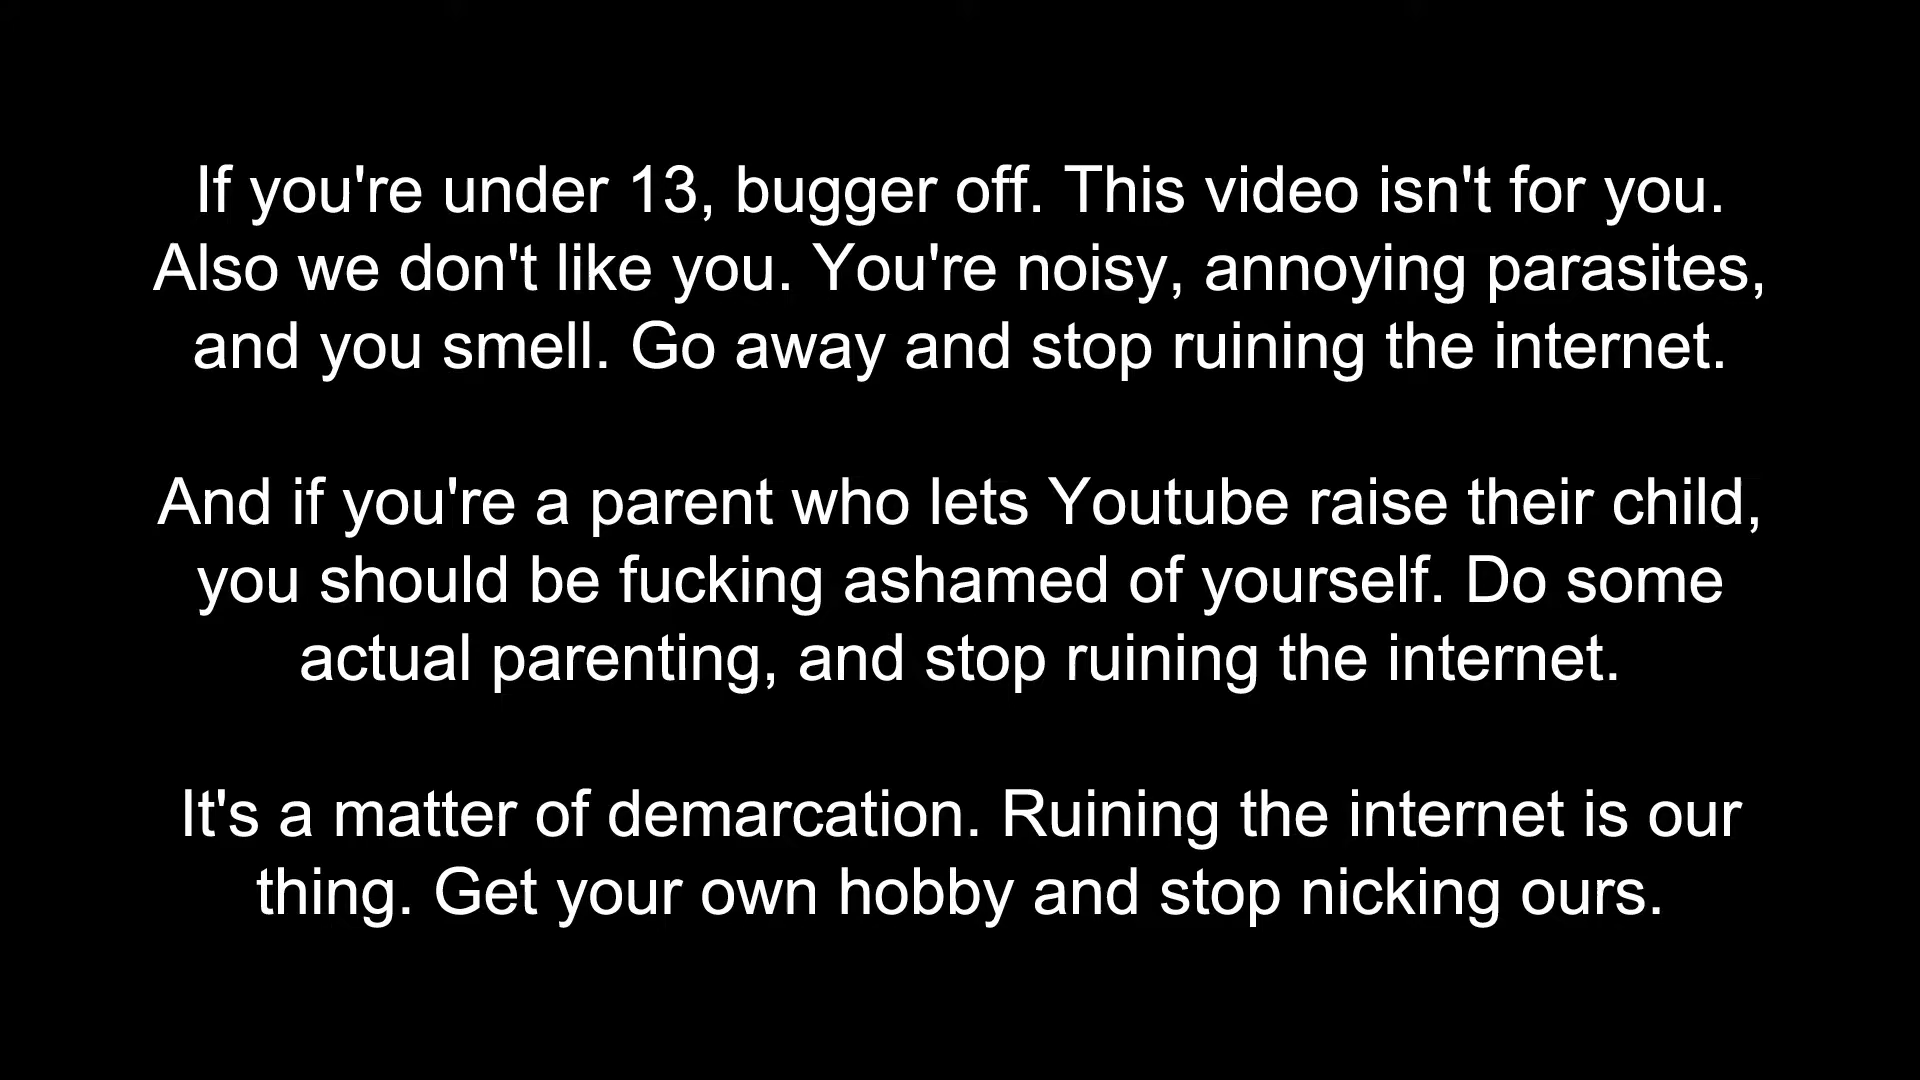 If you're under 13, bugger off. This video isn't for you.
Also we don't like you. You're noisy, annoying parasites,
and you smell. Go away and stop ruining the internet.
And if you're a parent who lets Youtube raise their child,
you should be fucking ashamed of yourself. Do some
actual parenting, and stop ruining the internet.
It's a matter of demarcation. Ruining the internet is our
thing. Get your own hobby and stop nicking ours.